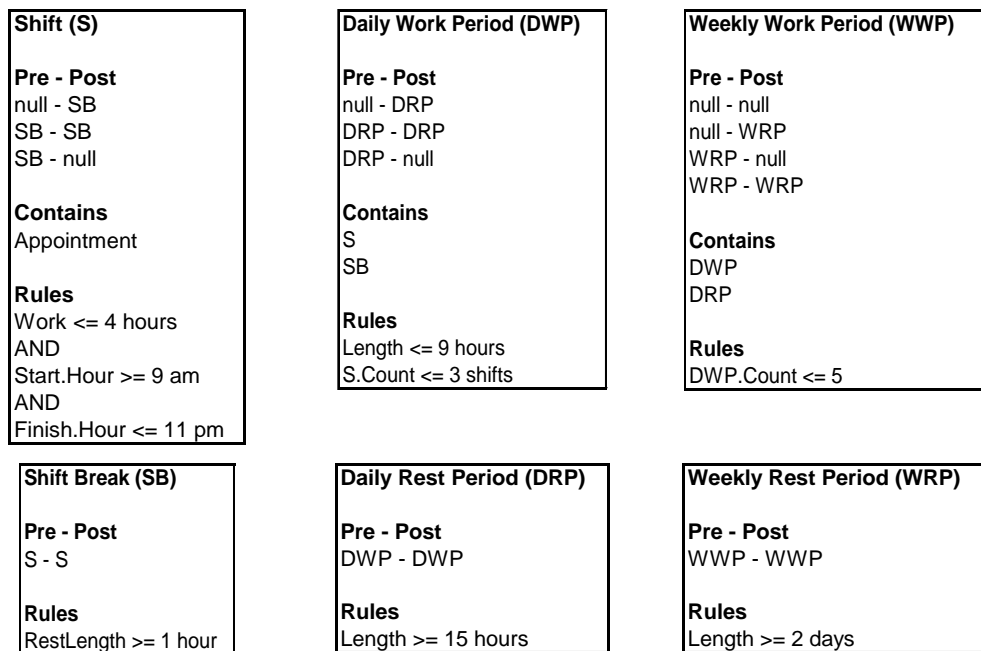 Shift (S)
Pre - Post
null - SB
SB - SB
SB - null
Contains
Appointment
Rules
Work <= 4 hours
AND
Start.Hour >= 9 am
AND
Finish.Hour <= 11 pm
Daily Work Period (DWP)
Pre - Post
null - DRP
DRP - DRP
DRP - null
Contains
S
SB
Rules
Length <= 9 hours
S.Count <= 3 shifts
Weekly Work Period (WWP)
Pre - Post
null - null
null - WRP
WRP - null
WRP - WRP
Contains
DWP
DRP
Rules
DWP.Count <= 5
Shift Break (SB)
Pre - Post
S - S
Rules
RestLength >= 1 hour
Daily Rest Period (DRP)
Pre - Post
DWP - DWP
Rules
Length >= 15 hours
Weekly Rest Period (WRP)
Pre - Post
WWP - WWP
Rules
Length >= 2 days